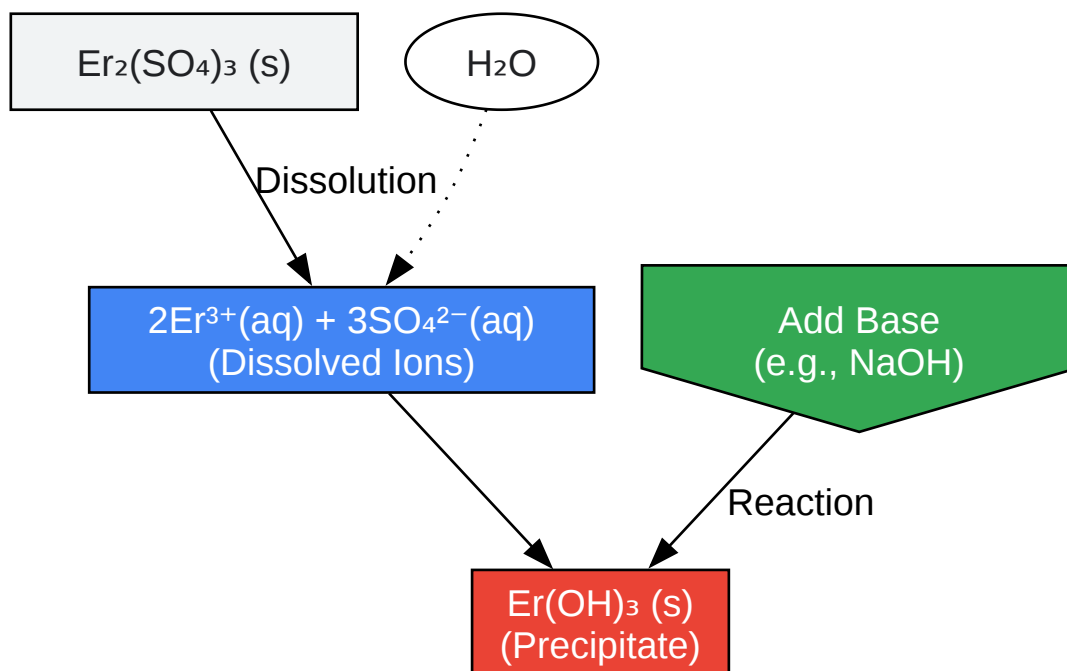 Er₂(SO₄)₃ (s)
H₂O
Dissolution
2Er³⁺(aq) + 3SO₄²⁻(aq)
(Dissolved Ions)
Add Base
(e.g., NaOH)
Reaction
Er(OH)₃ (s)
(Precipitate)